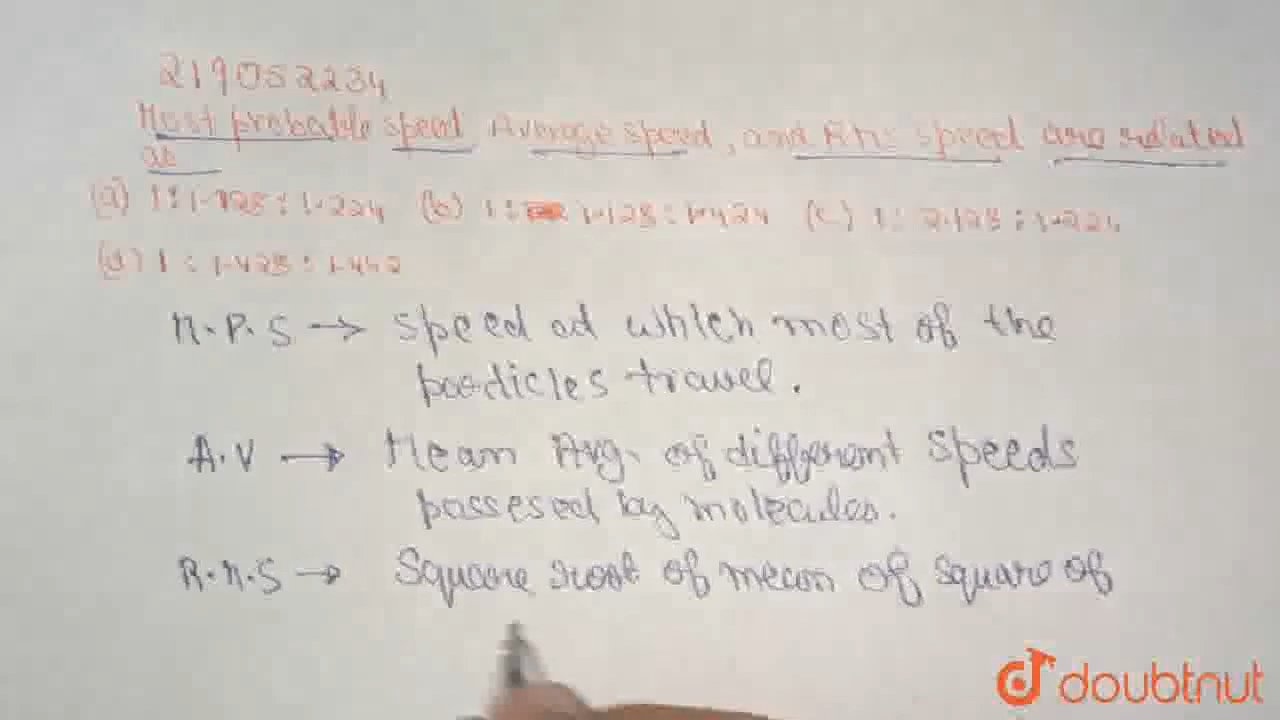 219052234
Most probable speed, Average speed, and Rms speed are related
as
(a) 1:1.128:1.224 (b) 1: 1.128:1.424 (c) 1: 2.128:1.224
(d) 1: 1.428:1.442
M.P.S → speed at which most of the
particles travel.
A.V → Mean Avg. of different speeds
possesed by molecules.
R.M.S → Square root of mean of square of
doubtnut